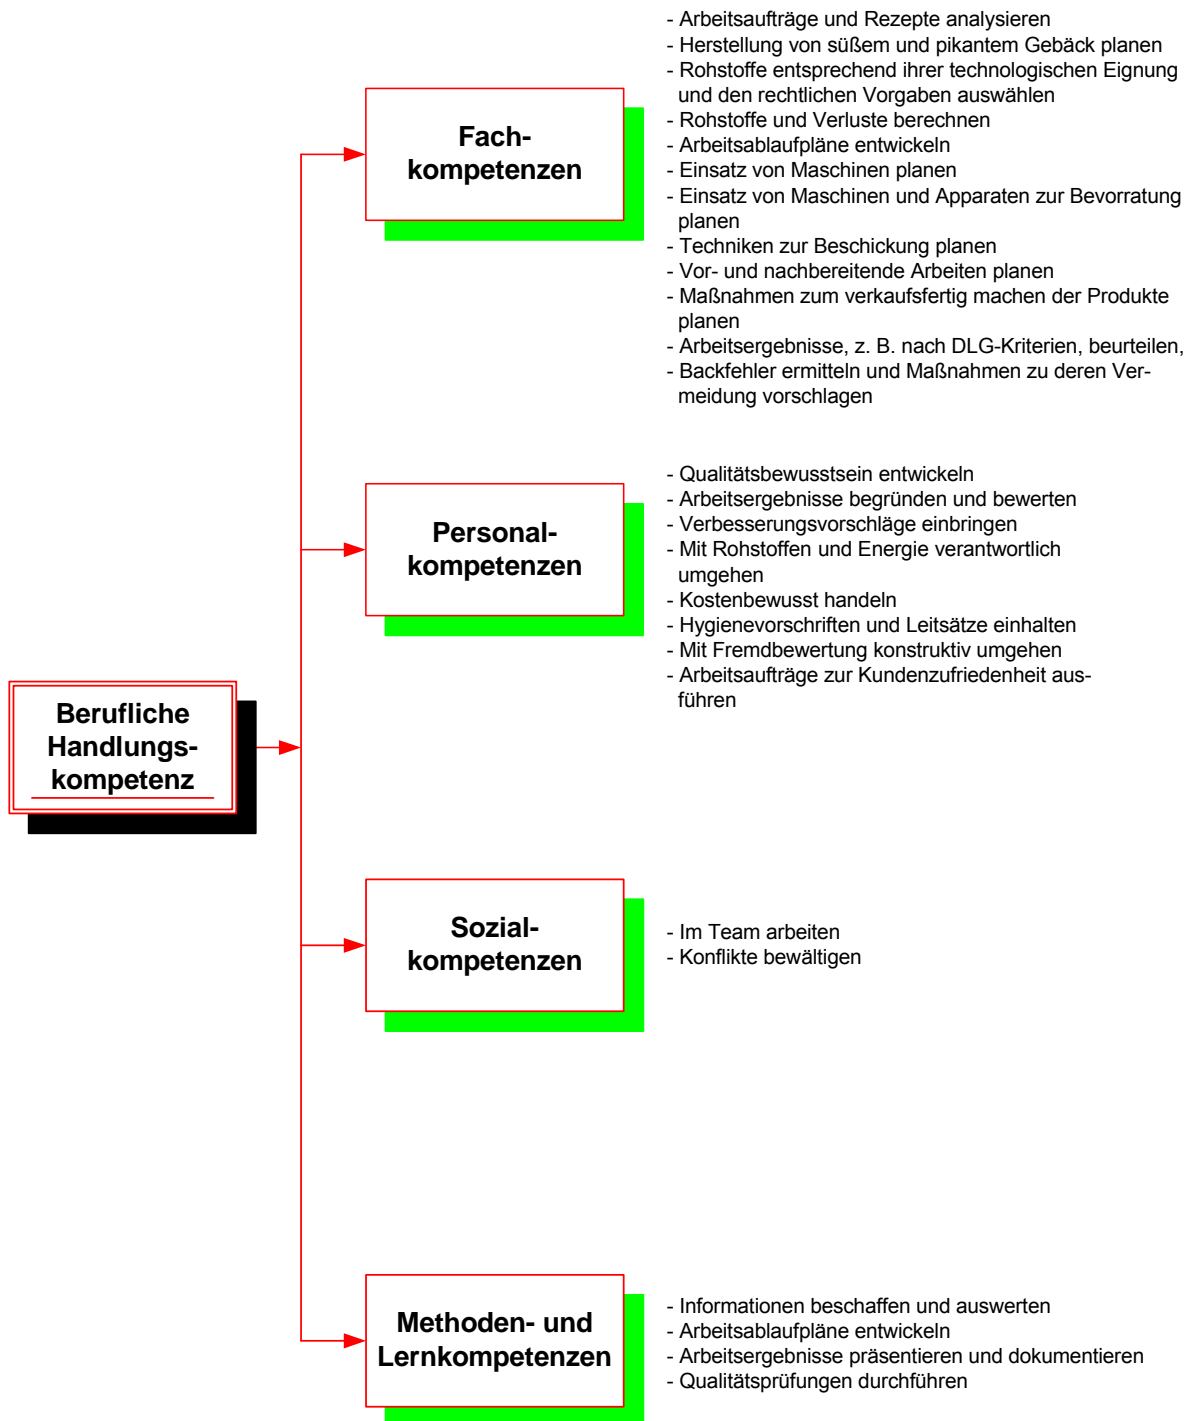 - Arbeitsaufträge und Rezepte analysieren
- Herstellung von süßem und pikantem Gebäck planen
- Rohstoffe entsprechend ihrer technologischen Eignung
und den rechtlichen Vorgaben auswählen
- Rohstoffe und Verluste berechnen
- Arbeitsablaufpläne entwickeln
- Einsatz von Maschinen planen
- Einsatz von Maschinen und Apparaten zur Bevorratung
planen
- Techniken zur Beschickung planen
- Vor- und nachbereitende Arbeiten planen
- Maßnahmen zum verkaufsfertig machen der Produkte
planen
- Arbeitsergebnisse, z. B. nach DLG-Kriterien, beurteilen,
- Backfehler ermitteln und Maßnahmen zu deren Ver-
meidung vorschlagen
Fach-
kompetenzen
- Qualitätsbewusstsein entwickeln
- Arbeitsergebnisse begründen und bewerten
- Verbesserungsvorschläge einbringen
- Mit Rohstoffen und Energie verantwortlich
umgehen
- Kostenbewusst handeln
- Hygienevorschriften und Leitsätze einhalten
- Mit Fremdbewertung konstruktiv umgehen
- Arbeitsaufträge zur Kundenzufriedenheit aus-
führen
Personal-
kompetenzen
Berufliche
Handlungs-
kompetenz
Sozial-
kompetenzen
- Im Team arbeiten
- Konflikte bewältigen
Methoden- und
Lernkompetenzen
- Informationen beschaffen und auswerten
- Arbeitsablaufpläne entwickeln
- Arbeitsergebnisse präsentieren und dokumentieren
- Qualitätsprüfungen durchführen